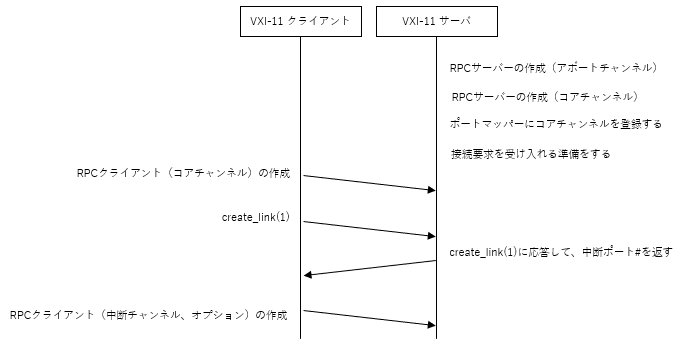 VXI-11 クライアント
VXI-11 サーバ
RPCサーバーの作成（アボートチャンネル）
RPCサーバーの作成（コアチャンネル）
ポートマッパーにコアチャンネルを登録する
接続要求を受け入れる準備をする
RPCクライアント（コアチャンネル）の作成
create_link(1)
create_link(1)に応答して、中断ポート#を返す
RPCクライアント（中断チャンネル、オプション）の作成